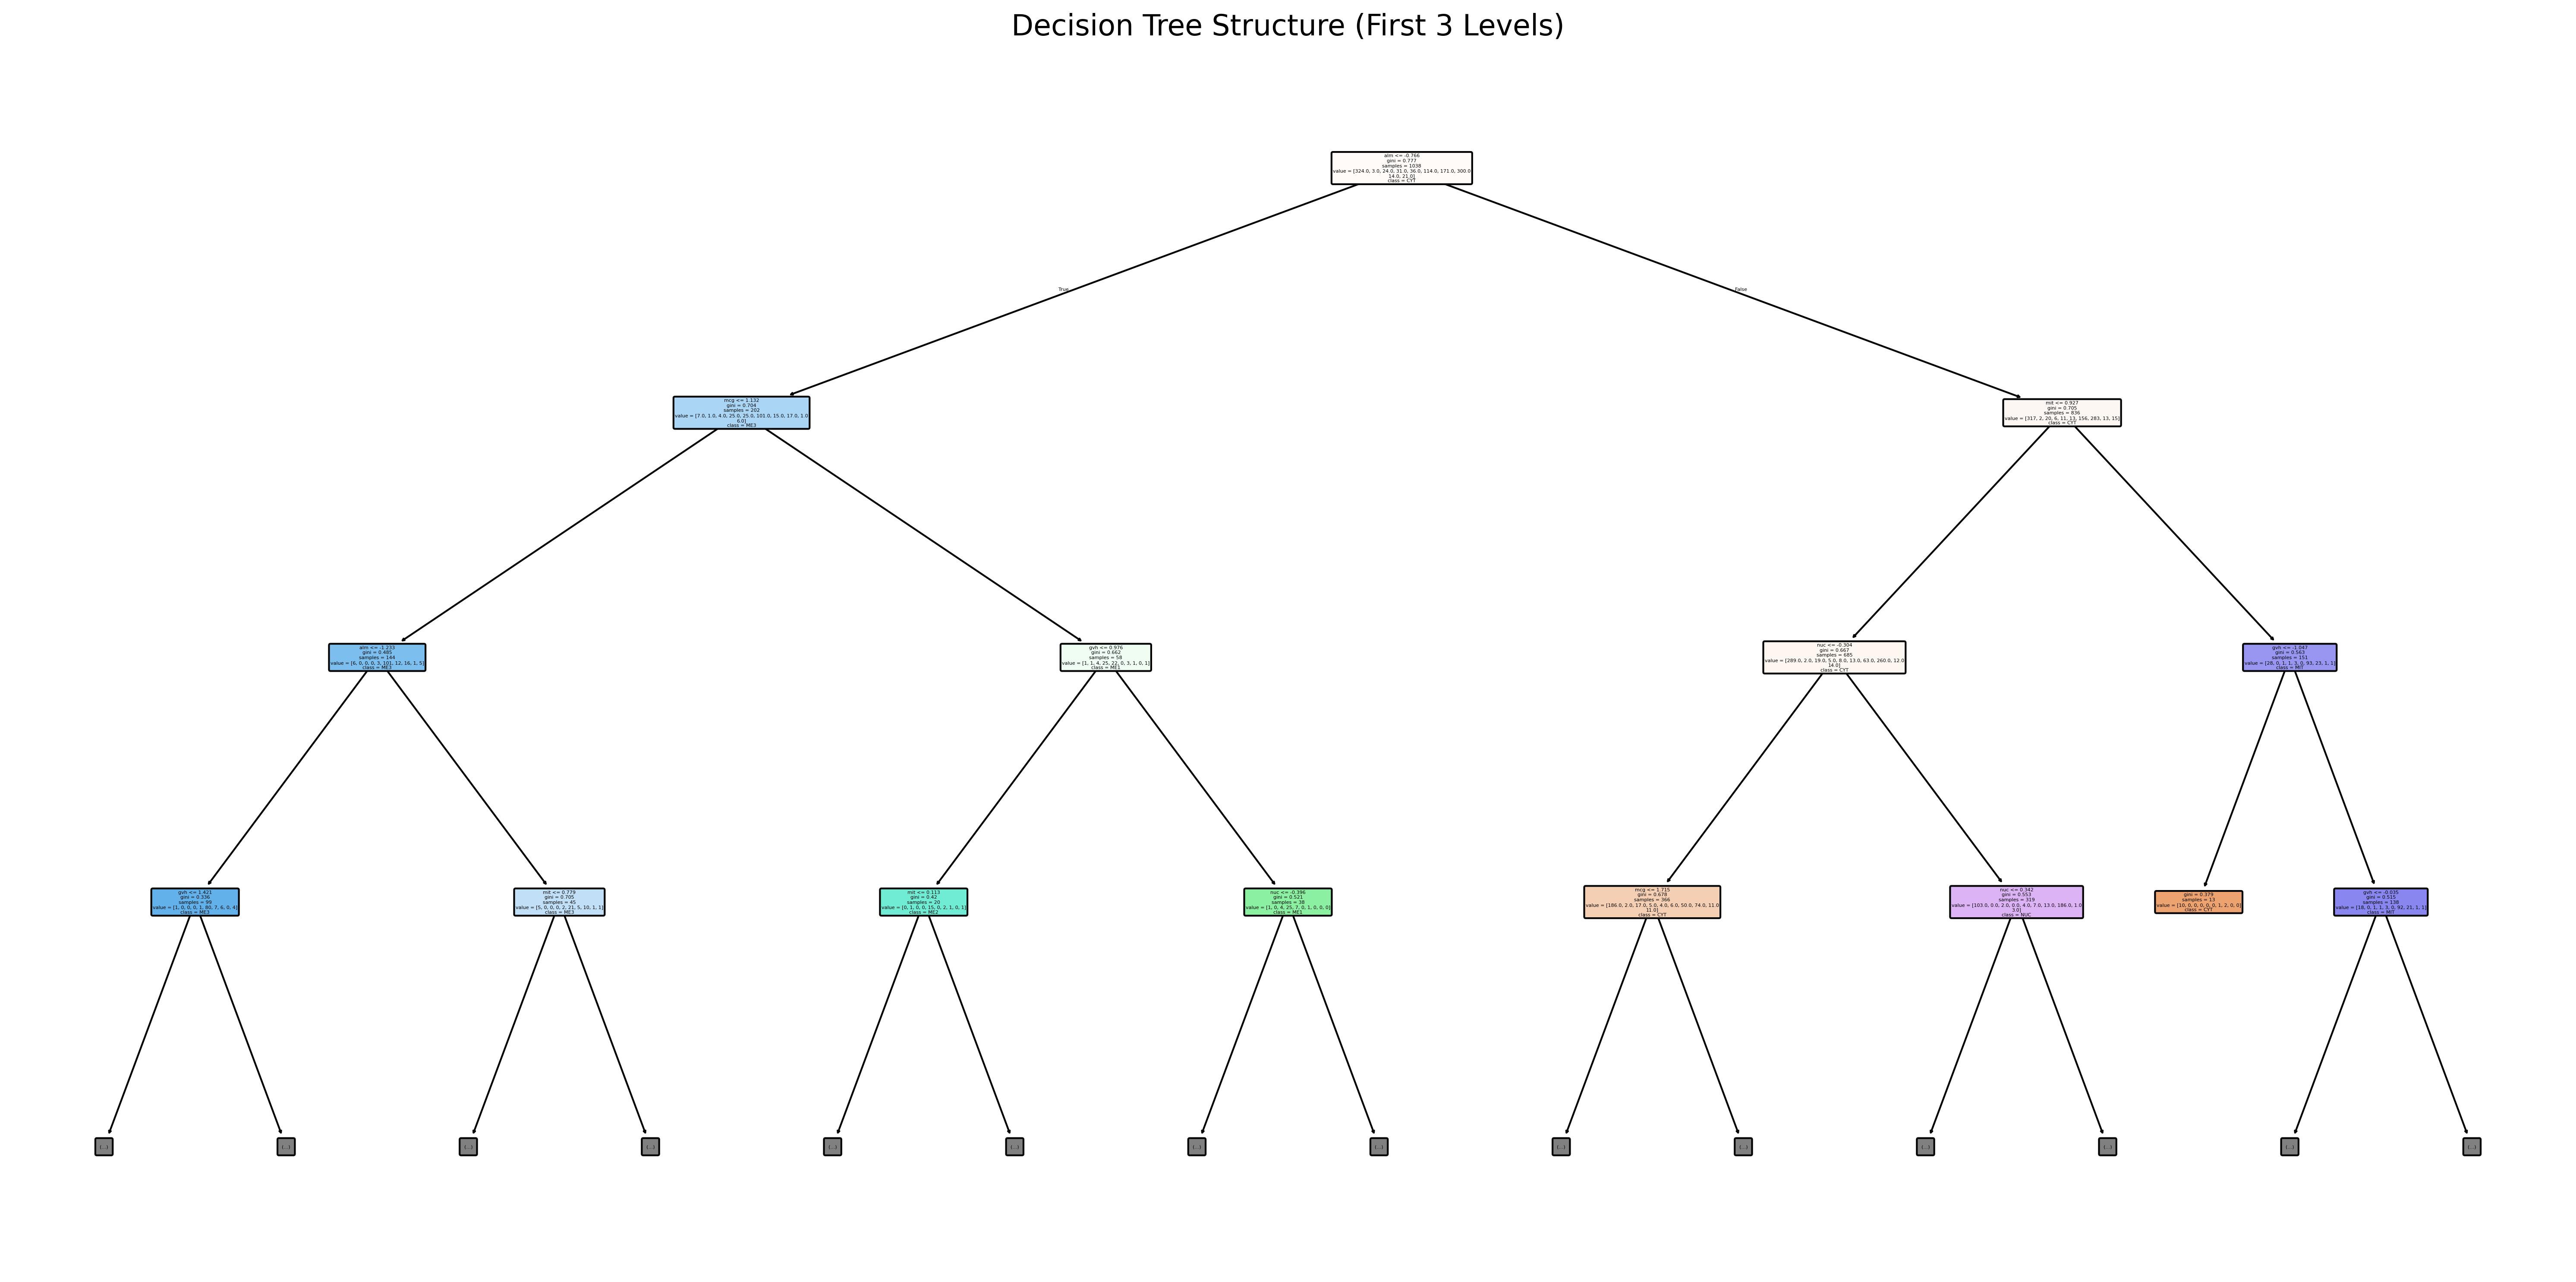 Decision Tree Structure (First 3 Levels)
alm <= -0.766
gini = 0.777
samples = 1038
value = [324.0, 3.0, 24.0, 31.0, 36.0, 114.0, 171.0, 300.0
14.0, 21.0]
class = CYT
True
False
mcg <= 1.132
gini = 0.704
samples = 202
value = [7.0, 1.0, 4.0, 25.0, 25.0, 101.0, 15.0, 17.0, 1.0
6.0]
class = ME3
mit <= 0.927
gini = 0.705
samples = 836
value = [317, 2, 20, 6, 11, 13, 156, 283, 13, 15]
class = CYT
alm <= -1.233
gini = 0.485
samples = 144
value = [6, 0, 0, 0, 3, 101, 12, 16, 1, 5]
class = ME3
gvh <= 0.976
gini = 0.662
samples = 58
value = [1, 1, 4, 25, 22, 0, 3, 1, 0, 1]
class = ME1
nuc <= -0.304
gini = 0.667
samples = 685
value = [289.0, 2.0, 19.0, 5.0, 8.0, 13.0, 63.0, 260.0, 12.0
14.0]
class = CYT
gvh <= -1.047
gini = 0.563
samples = 151
value = [28, 0, 1, 1, 3, 0, 93, 23, 1, 1]
class = MIT
gvh <= 1.421
gini = 0.336
samples = 99
value = [1, 0, 0, 0, 1, 80, 7, 6, 0, 4]
class = ME3
mit <= 0.779
gini = 0.705
samples = 45
value = [5, 0, 0, 0, 2, 21, 5, 10, 1, 1]
class = ME3
mit <= 0.113
gini = 0.42
samples = 20
value = [0, 1, 0, 0, 15, 0, 2, 1, 0, 1]
class = ME2
nuc <= -0.396
gini = 0.521
samples = 38
value = [1, 0, 4, 25, 7, 0, 1, 0, 0, 0]
class = ME1
mcg <= 1.715
gini = 0.678
samples = 366
value = [186.0, 2.0, 17.0, 5.0, 4.0, 6.0, 50.0, 74.0, 11.0
11.0]
class = CYT
nuc <= 0.342
gini = 0.553
samples = 319
value = [103.0, 0.0, 2.0, 0.0, 4.0, 7.0, 13.0, 186.0, 1.0
3.0]
class = NUC
gini = 0.379
samples = 13
value = [10, 0, 0, 0, 0, 0, 1, 2, 0, 0]
class = CYT
gvh <= -0.035
gini = 0.515
samples = 138
value = [18, 0, 1, 1, 3, 0, 92, 21, 1, 1]
class = MIT
(...)
(...)
(...)
(...)
(...)
(...)
(...)
(...)
(...)
(...)
(...)
(...)
(...)
(...)